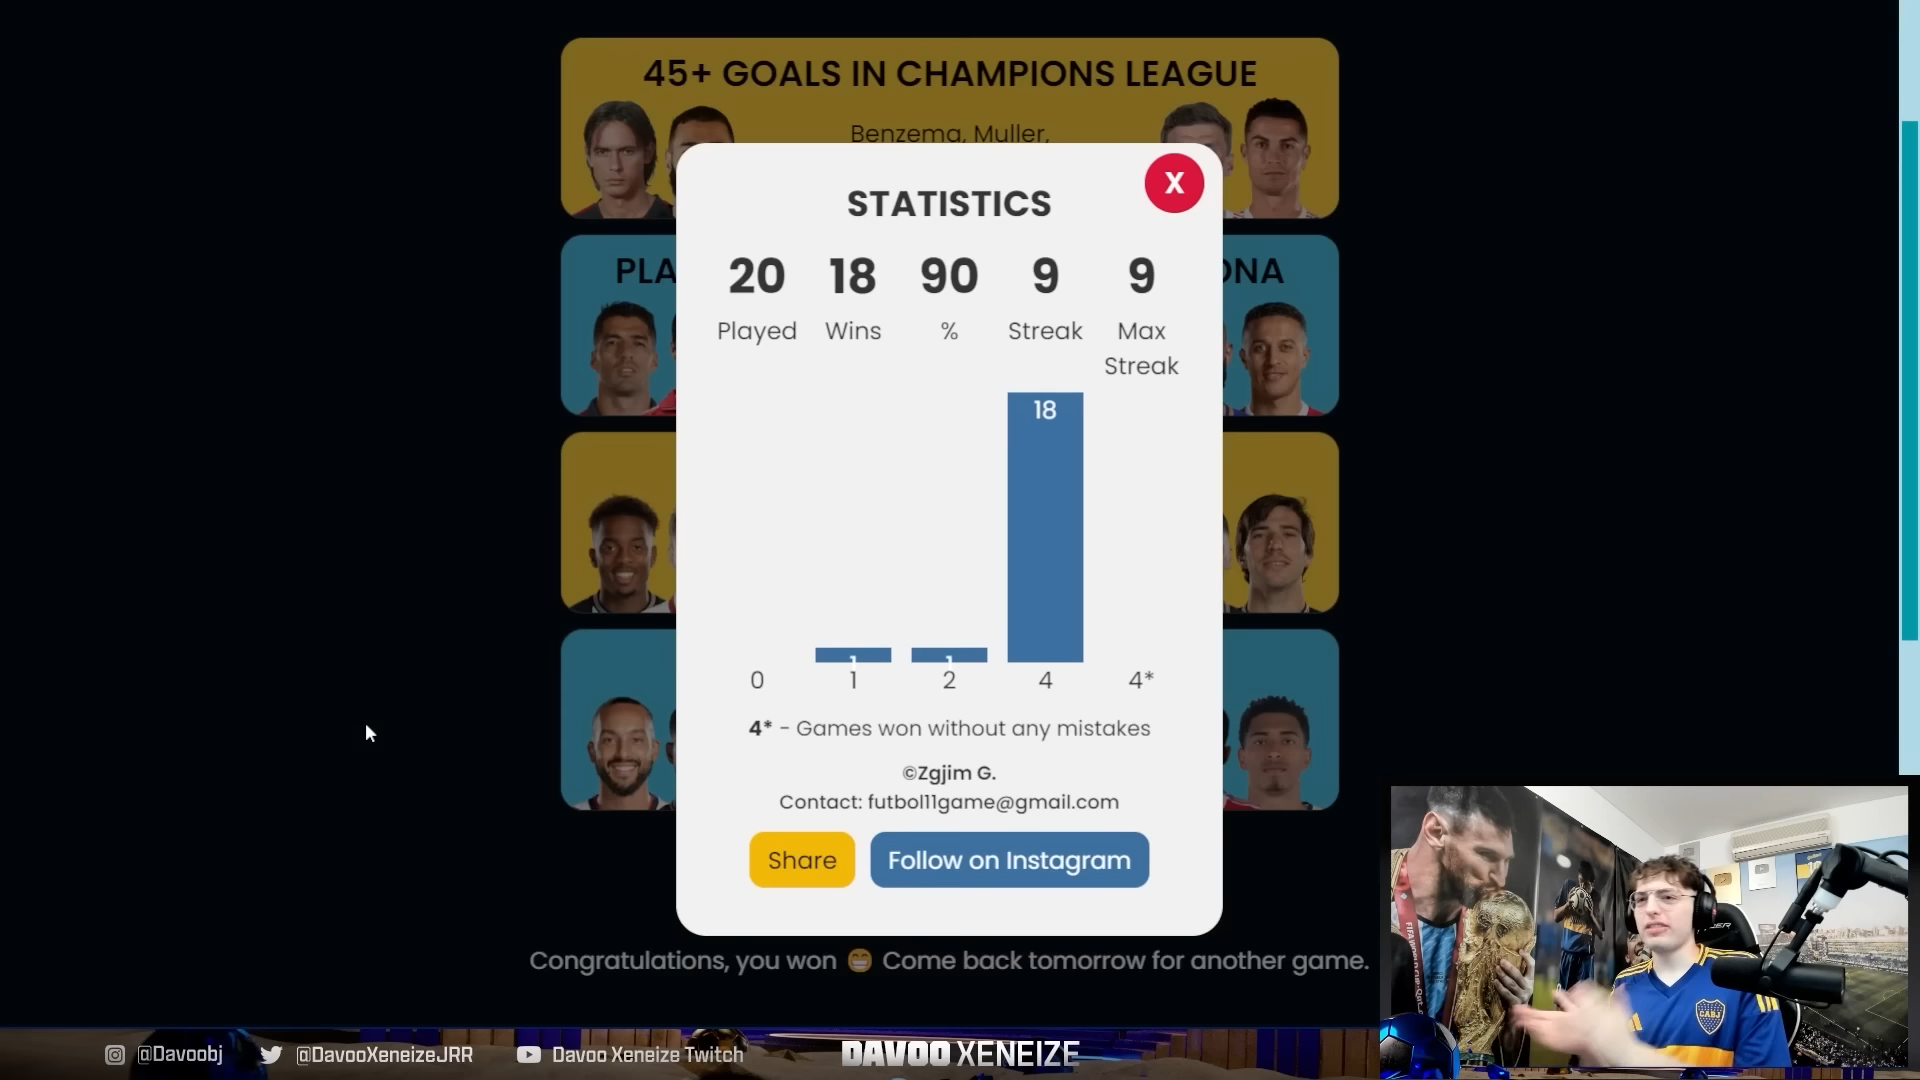 45+ GOALS IN CHAMPIONS LEAGUE
Benzema, Muller,
STATISTICS
X
20 18 90 9 9
Played Wins % Streak Max Streak
PLA
ONA
18
1 1
0 1 2 4 4*
4* - Games won without any mistakes
©Zgjim G.
Contact: futbol11game@gmail.com
Share
Follow on Instagram
Congratulations, you won 😁 Come back tomorrow for another game.
@Davoobj
@DavooXeneizeJRR
Davoo Xeneize Twitch
DAVOO XENEIZE
CABJ